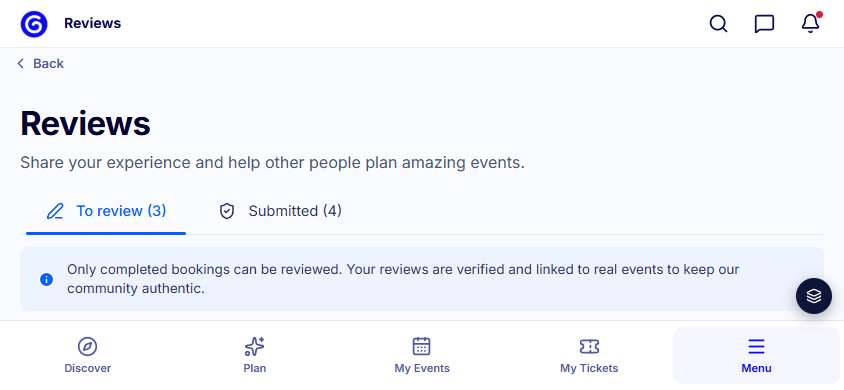 Reviews
Back
Reviews
Share your experience and help other people plan amazing events.
To review (3)
Submitted (4)
Only completed bookings can be reviewed. Your reviews are verified and linked to real events to keep our
community authentic.
Discover
Plan
My Events
My Tickets
Menu